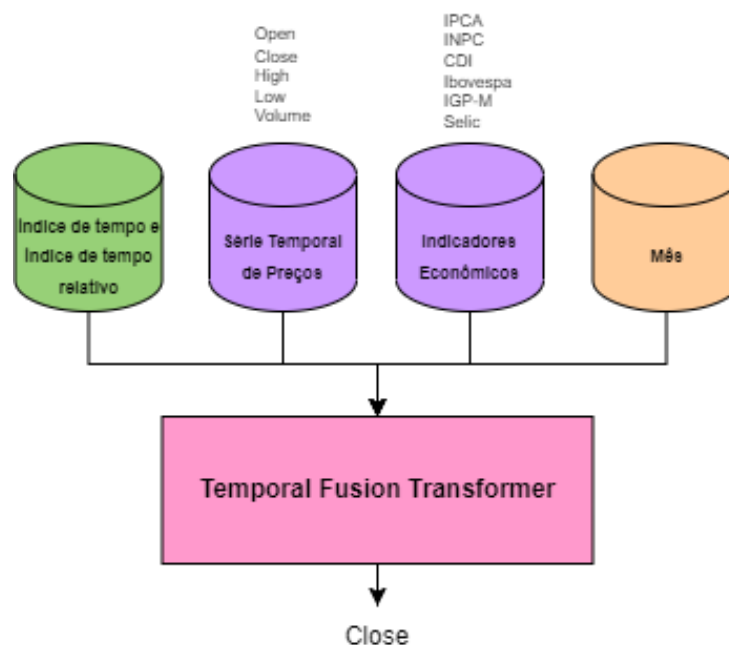 Open
Close
High
Low
Volume
IPCA
INPC
CDI
Ibovespa
IGP-M
Selic
Indice de tempo e
Indice de tempo
relativo
Série Temporal
de Preços
Indicadores
Econômicos
Mês
Temporal Fusion Transformer
Close